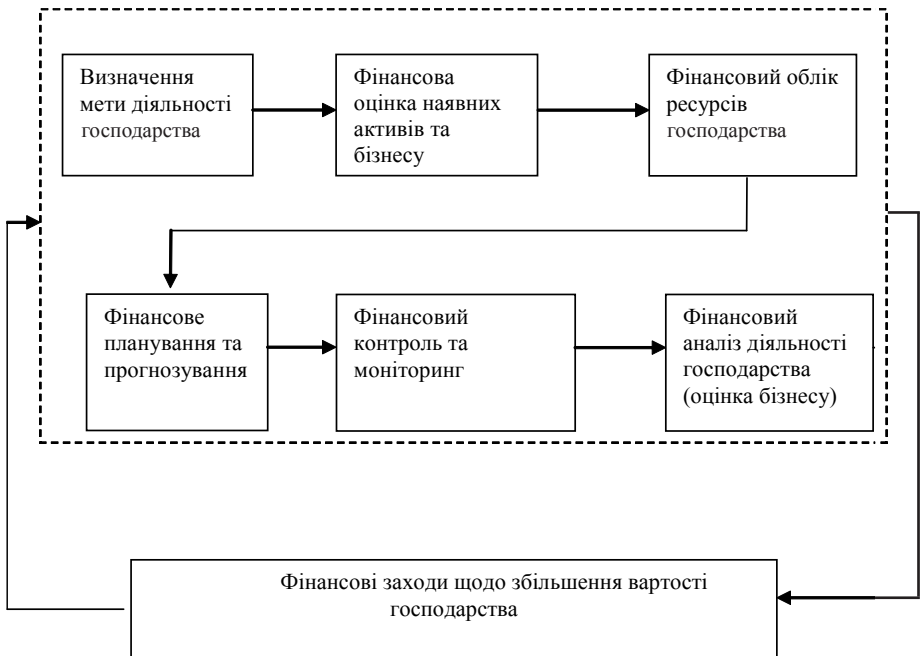 Визначення
мети діяльності
господарства
Фінансова
оцінка наявних
активів та
бізнесу
Фінансовий облік
ресурсів
господарства
Фінансове
планування та
прогнозування
Фінансовий
контроль та
моніторинг
Фінансовий
аналіз діяльності
господарства
(оцінка бізнесу)
Фінансові заходи щодо збільшення вартості
господарства